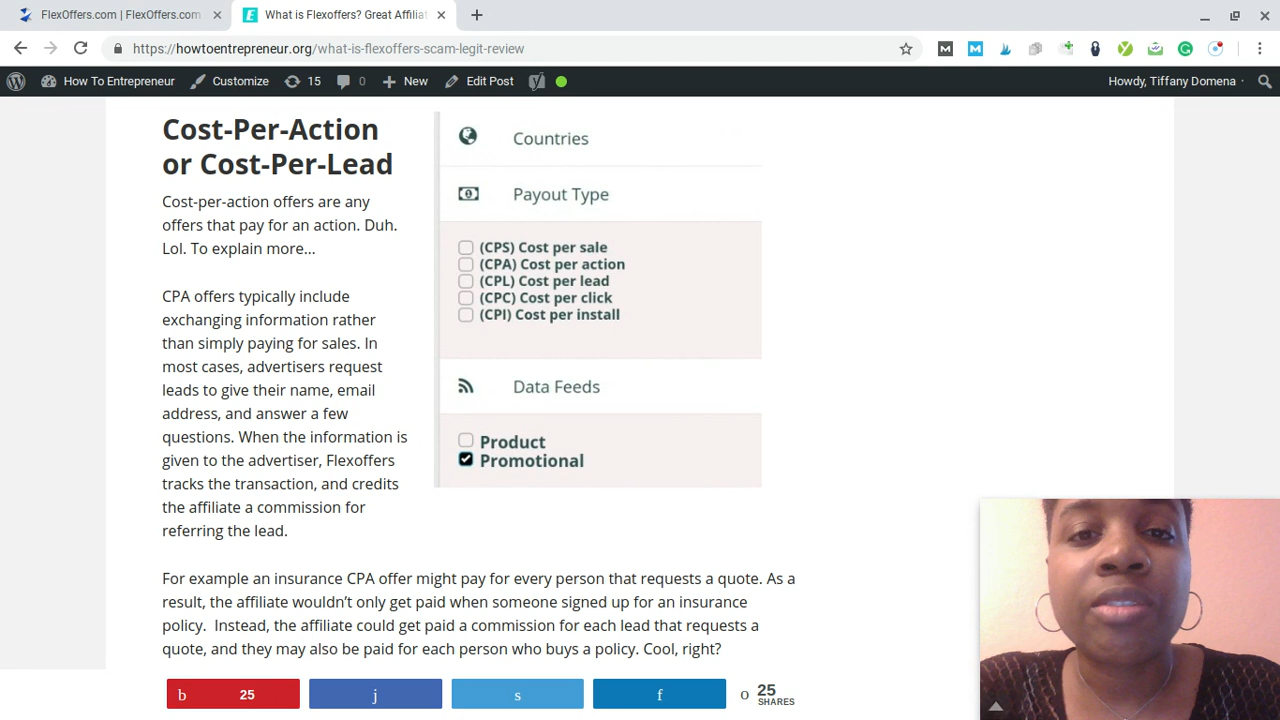 FlexOffers.com | FlexOffers.com
What is Flexoffers? Great Affiliat
https://howtoentrepreneur.org/what-is-flexoffers-scam-legit-review
How To Entrepreneur
Customize
15
0
New
Edit Post
Howdy, Tiffany Domena
Cost-Per-Action
or Cost-Per-Lead
Cost-per-action offers are any
offers that pay for an action. Duh.
Lol. To explain more...
CPA offers typically include
exchanging information rather
than simply paying for sales. In
most cases, advertisers request
leads to give their name, email
address, and answer a few
questions. When the information is
given to the advertiser, Flexoffers
tracks the transaction, and credits
the affiliate a commission for
referring the lead.
Countries
Payout Type
(CPS) Cost per sale
(CPA) Cost per action
(CPL) Cost per lead
(CPC) Cost per click
(CPI) Cost per install
Data Feeds
Product
Promotional
For example an insurance CPA offer might pay for every person that requests a quote. As a
result, the affiliate wouldn't only get paid when someone signed up for an insurance
policy. Instead, the affiliate could get paid a commission for each lead that requests a
quote, and they may also be paid for each person who buys a policy. Cool, right?
b 25
j
s
f
o 25
SHARES